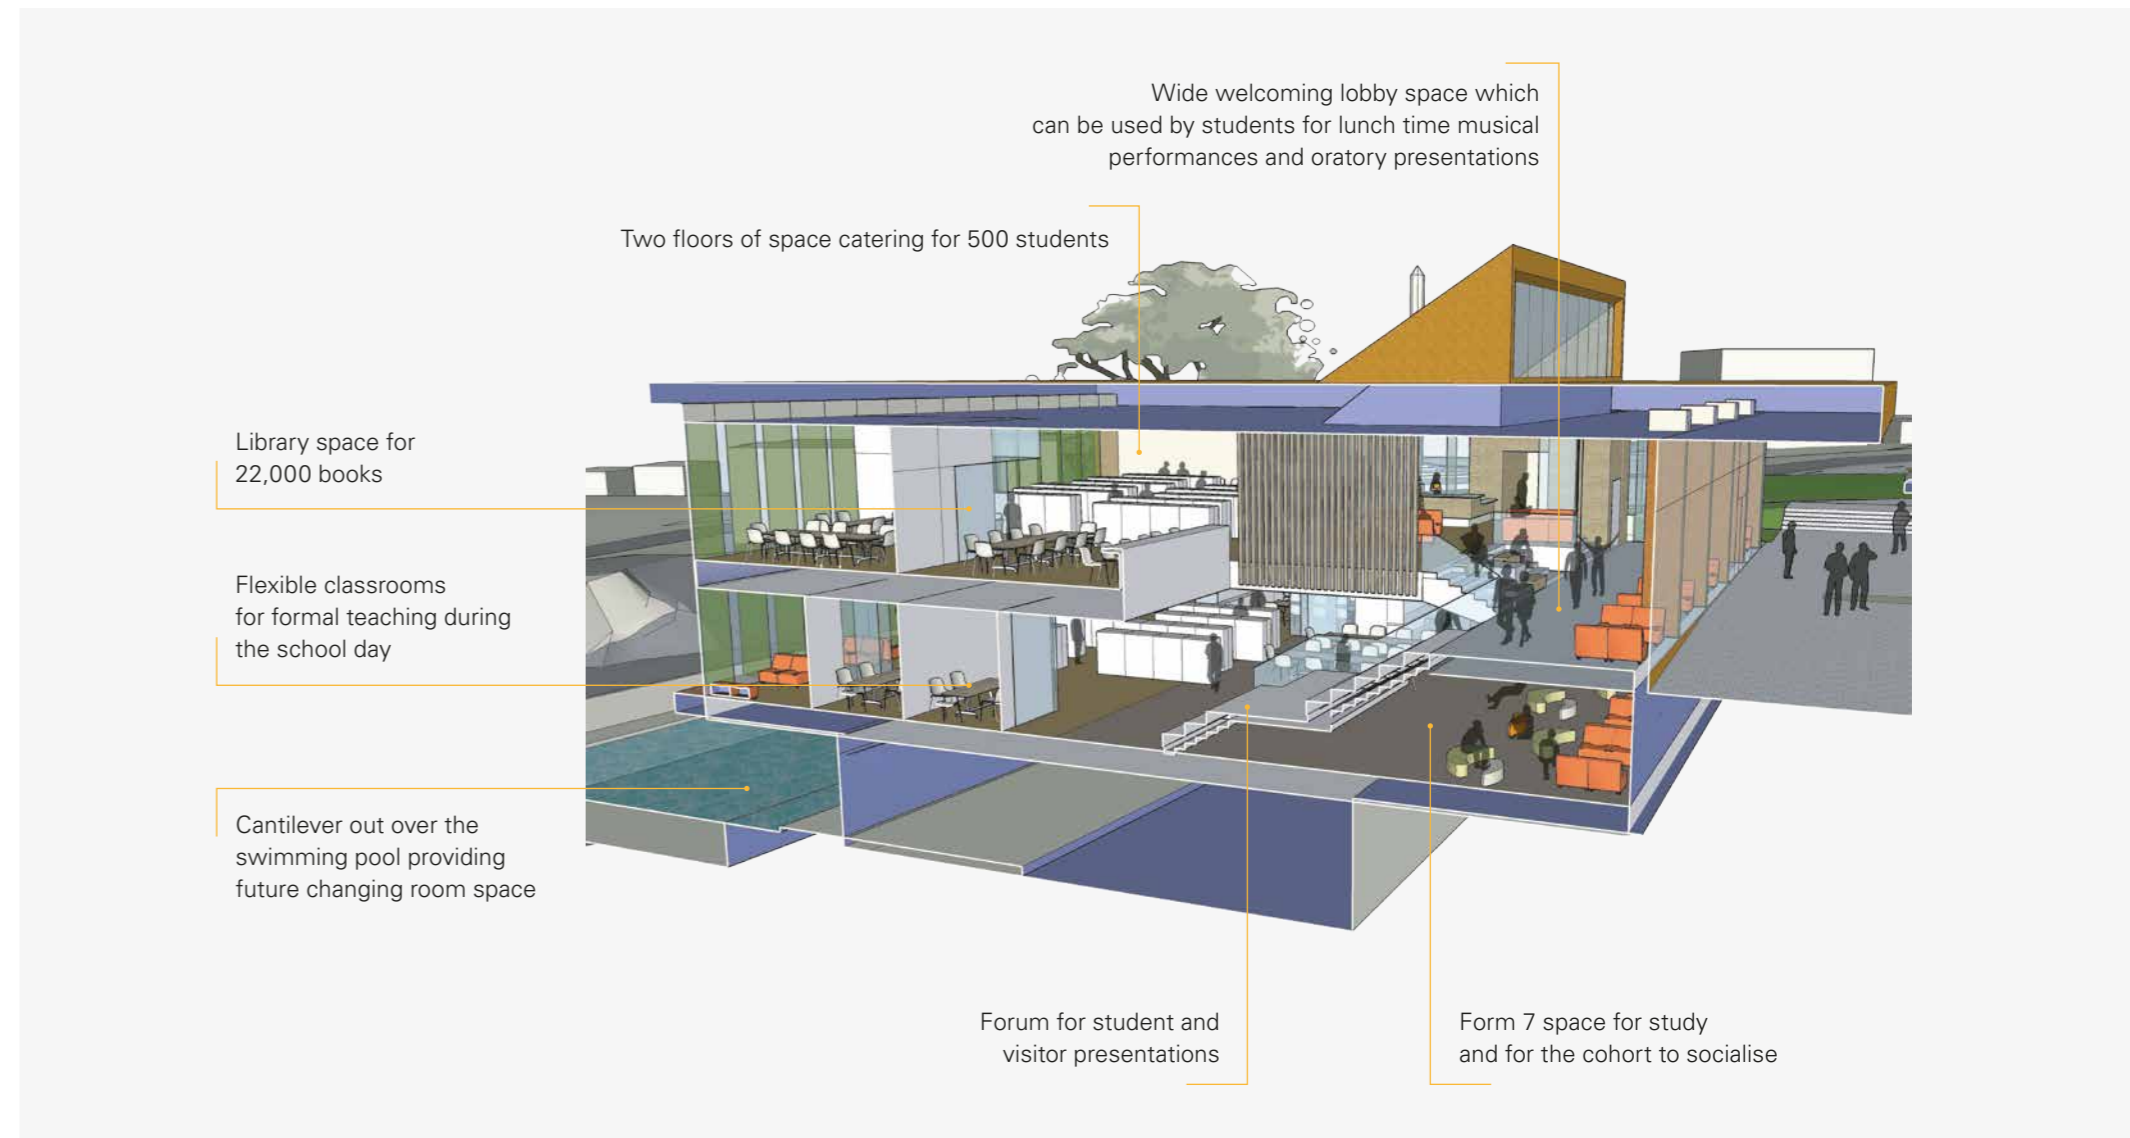 Wide welcoming lobby space which
can be used by students for lunch time musical
performances and oratory presentations
Two floors of space catering for 500 students
Library space for
22,000 books
Flexible classrooms
for formal teaching during
the school day
Cantilever out over the
swimming pool providing
future changing room space
Forum for student and
visitor presentations
Form 7 space for study
and for the cohort to socialise